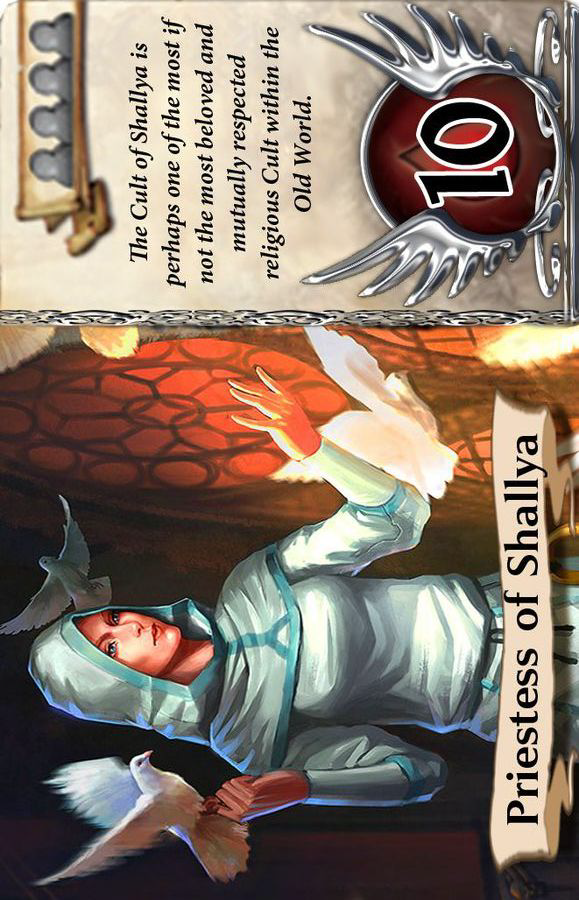 The Cult of Shallya is
perhaps one of the most if
not the most beloved and
mutually respected
religious Cult within the
Old World.
10
Priestess of Shallya